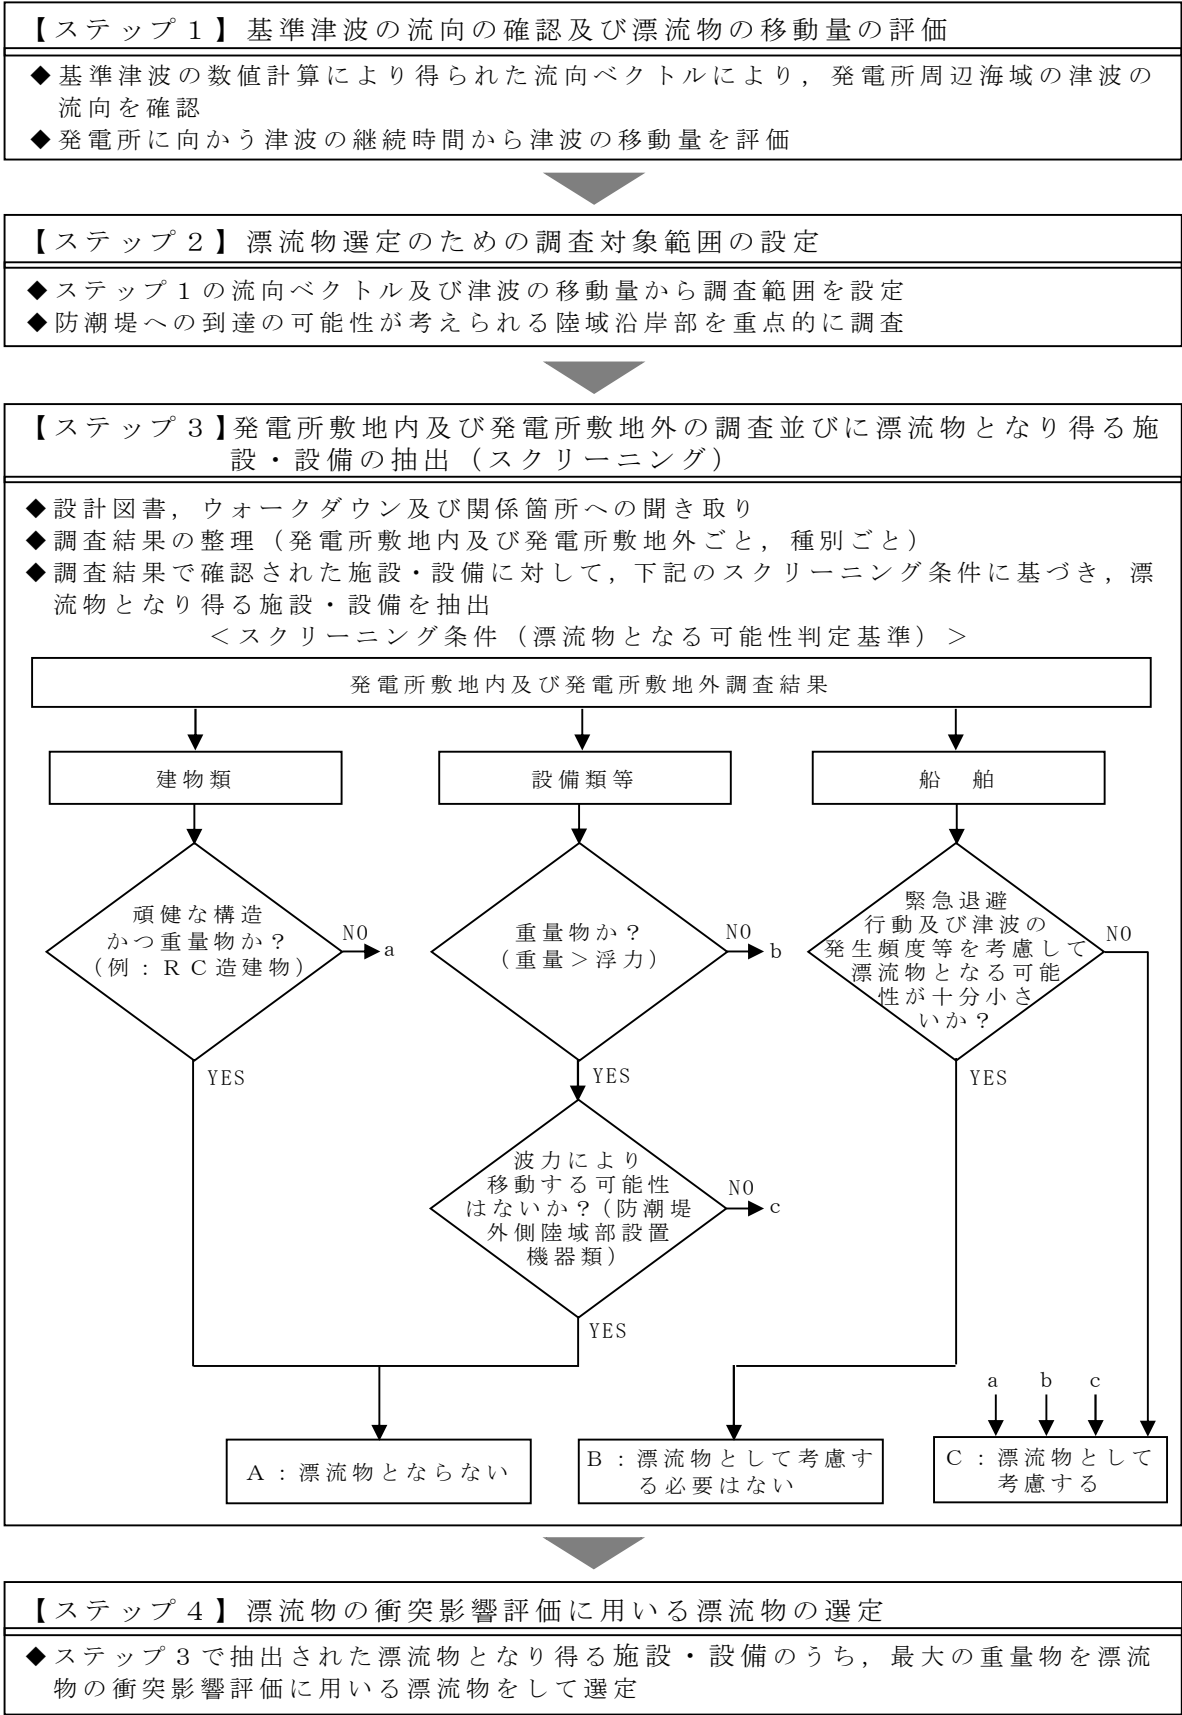 【ステップ１】基準津波の流向の確認及び漂流物の移動量の評価
◆基準津波の数値計算により得られた流向ベクトルにより，発電所周辺海域の津波の
流向を確認
◆発電所に向かう津波の継続時間から津波の移動量を評価
【ステップ２】漂流物選定のための調査対象範囲の設定
◆ステップ１の流向ベクトル及び津波の移動量から調査範囲を設定
◆防潮堤への到達の可能性が考えられる陸域沿岸部を重点的に調査
【ステップ３】発電所敷地内及び発電所敷地外の調査並びに漂流物となり得る施
設・設備の抽出（スクリーニング）
◆設計図書，ウォークダウン及び関係箇所への聞き取り
◆調査結果の整理（発電所敷地内及び発電所敷地外ごと，種別ごと）
◆調査結果で確認された施設・設備に対して，下記のスクリーニング条件に基づき，漂
流物となり得る施設・設備を抽出
＜スクリーニング条件（漂流物となる可能性判定基準）＞
発電所敷地内及び発電所敷地外調査結果
建物類
設備類等
船　舶
頑健な構造
かつ重量物か？
（例：ＲＣ造建物）
NO
a
YES
重量物か？
（重量＞浮力）
NO
b
YES
緊急退避
行動及び津波の
発生頻度等を考慮して
漂流物となる可能
性が十分小さ
いか？
NO
YES
波力により
移動する可能性
はないか？（防潮堤
外側陸域部設置
機器類）
NO
c
YES
a b c
A：漂流物とならない
B：漂流物として考慮す
る必要はない
C：漂流物として
考慮する
【ステップ４】漂流物の衝突影響評価に用いる漂流物の選定
◆ステップ３で抽出された漂流物となり得る施設・設備のうち，最大の重量物を漂流
物の衝突影響評価に用いる漂流物をして選定